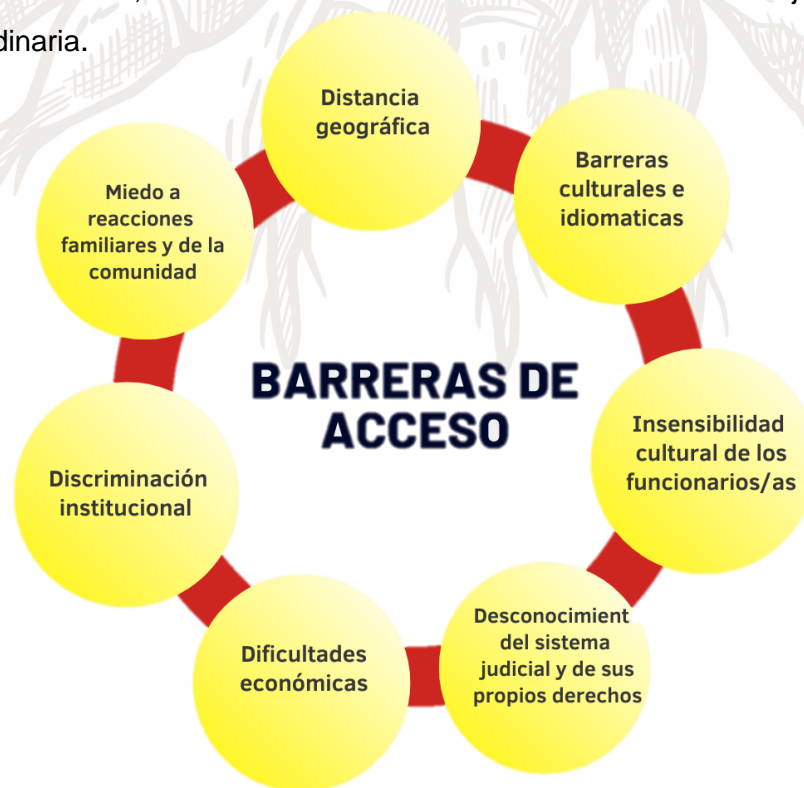 dinaria.
Distancia
geográfica
Barreras
culturales e
idiomaticas
Miedo a
reacciones
familiares y de la
comunidad
BARRERAS DE
ACCESO
Insensibilidad
cultural de los
funcionarios/as
Discriminación
institucional
Desconocimient
del sistema
judicial y de sus
propios derechos
Dificultades
económicas